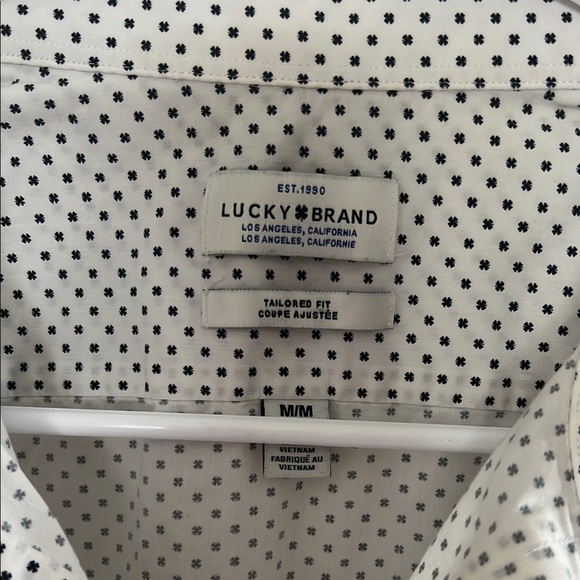 EST. 1990
LUCKY BRAND
LOS ANGELES, CALIFORNIA
LOS ANGELES, CALIFORNIE
TAILORED FIT
COUPE AJUSTÉE
M/M
VIETNAM
FABRIQUÉ AU
VIETNAM